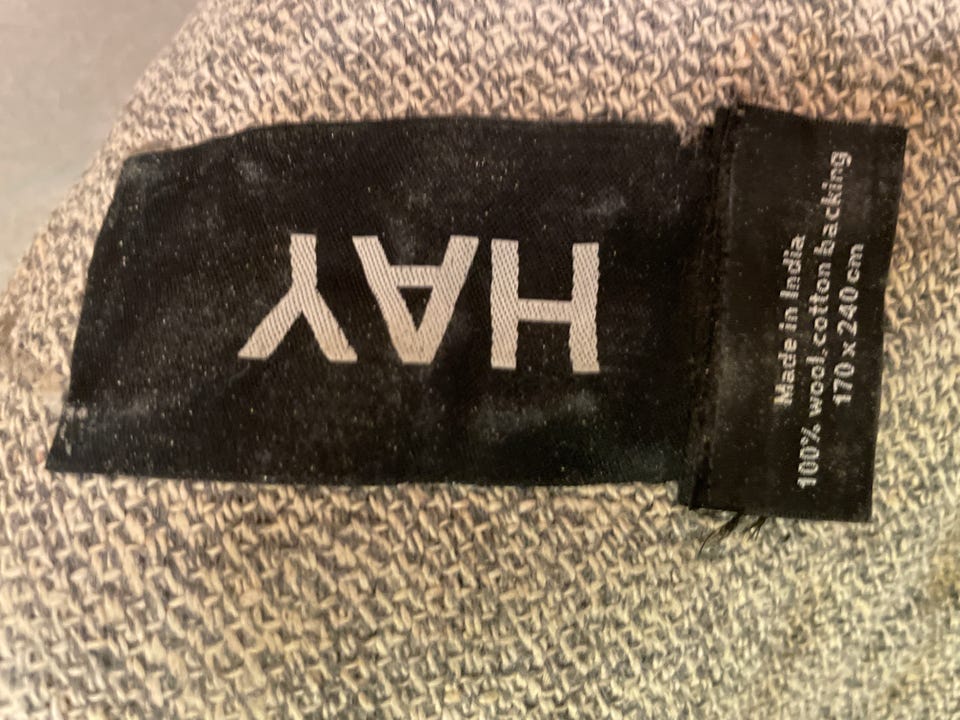 HAY
Made in India
100% wool, cotton backing
170 x 240 cm